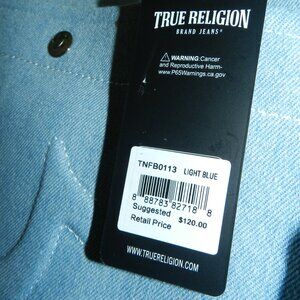 TRUE RELIGION
BRAND JEANS®
⚠ WARNING: Cancer
and Reproductive Harm-
www.P65Warnings.ca.gov
TNFB0113 LIGHT BLUE
8 88783 82718 8
Suggested $120.00
Retail Price
WWW.TRUERELIGION.COM